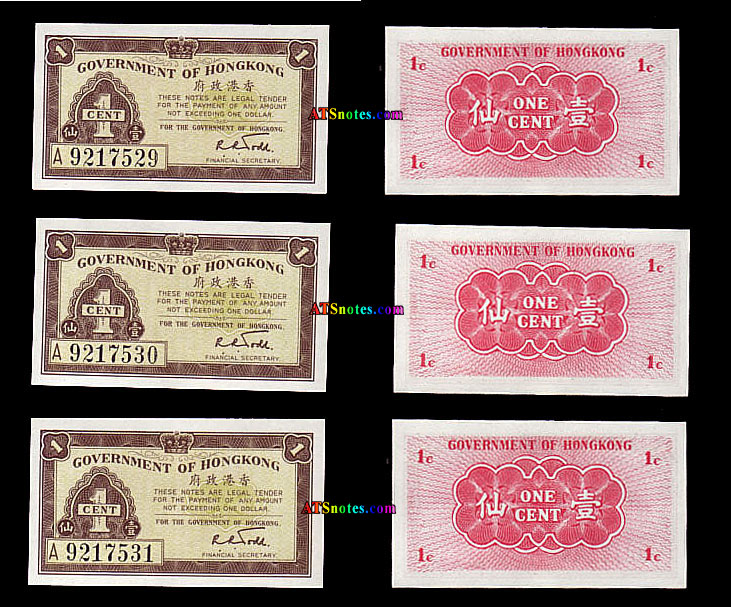 1 1
GOVERNMENT OF HONGKONG
香港政府
THESE NOTES ARE LEGAL TENDER
FOR THE PAYMENT OF ANY AMOUNT
NOT EXCEEDING ONE DOLLAR.
FOR THE GOVERNMENT OF HONGKONG.
1
CENT
壹仙
A 9217529
FINANCIAL SECRETARY.
ATSnotes.com
GOVERNMENT OF HONGKONG
1c 1c
壹仙
ONE
CENT
1c 1c
1 1
GOVERNMENT OF HONGKONG
香港政府
THESE NOTES ARE LEGAL TENDER
FOR THE PAYMENT OF ANY AMOUNT
NOT EXCEEDING ONE DOLLAR.
FOR THE GOVERNMENT OF HONGKONG.
1
CENT
壹仙
A 9217530
FINANCIAL SECRETARY.
ATSnotes.com
GOVERNMENT OF HONGKONG
1c 1c
壹仙
ONE
CENT
1c 1c
1 1
GOVERNMENT OF HONGKONG
香港政府
THESE NOTES ARE LEGAL TENDER
FOR THE PAYMENT OF ANY AMOUNT
NOT EXCEEDING ONE DOLLAR.
FOR THE GOVERNMENT OF HONGKONG.
1
CENT
壹仙
A 9217531
FINANCIAL SECRETARY.
ATSnotes.com
GOVERNMENT OF HONGKONG
1c 1c
壹仙
ONE
CENT
1c 1c